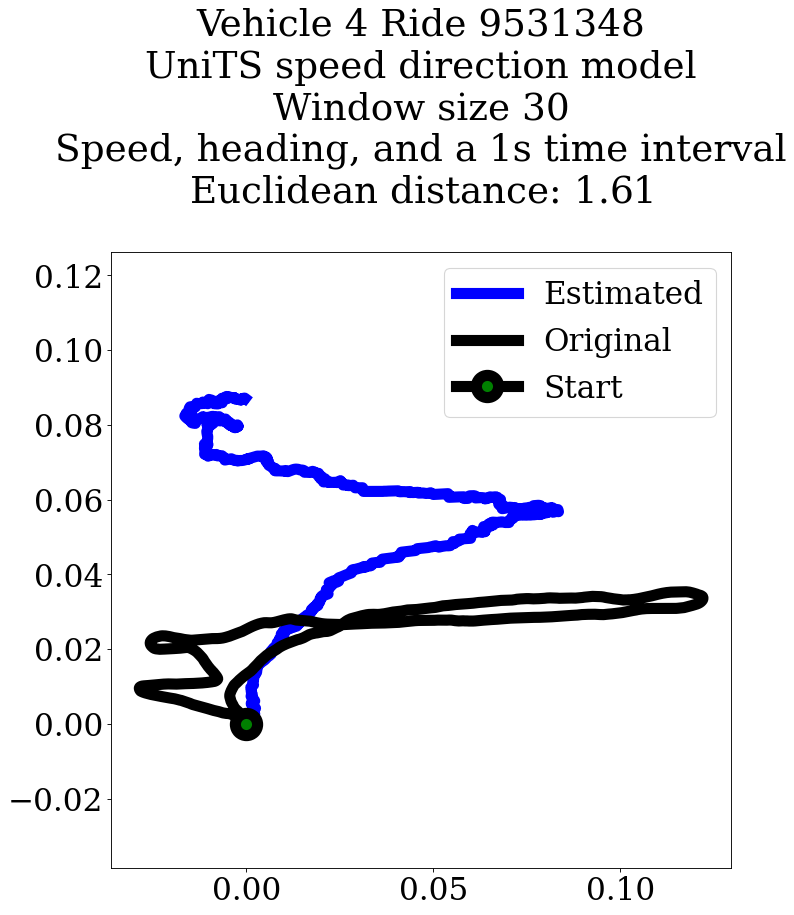 Vehicle 4 Ride 9531348
UniTS speed direction model
Window size 30
Speed, heading, and a 1s time interval
Euclidean distance: 1.61
Estimated
Original
Start
0.12
0.10
0.08
0.06
0.04
0.02
0.00
−0.02
0.00 0.05 0.10